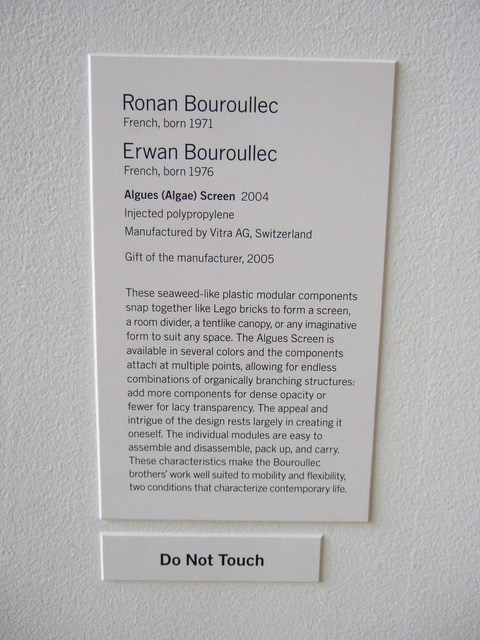 Ronan Bouroullec
French, born 1971
Erwan Bouroullec
French, born 1976
Algues (Algae) Screen 2004
Injected polypropylene
Manufactured by Vitra AG, Switzerland
Gift of the manufacturer, 2005
These seaweed-like plastic modular components
snap together like Lego bricks to form a screen,
a room divider, a tentlike canopy, or any imaginative
form to suit any space. The Algues Screen is
available in several colors and the components
attach at multiple points, allowing for endless
combinations of organically branching structures:
add more components for dense opacity or
fewer for lacy transparency. The appeal and
intrigue of the design rests largely in creating it
oneself. The individual modules are easy to
assemble and disassemble, pack up, and carry.
These characteristics make the Bouroullec
brothers' work well suited to mobility and flexibility,
two conditions that characterize contemporary life.
Do Not Touch